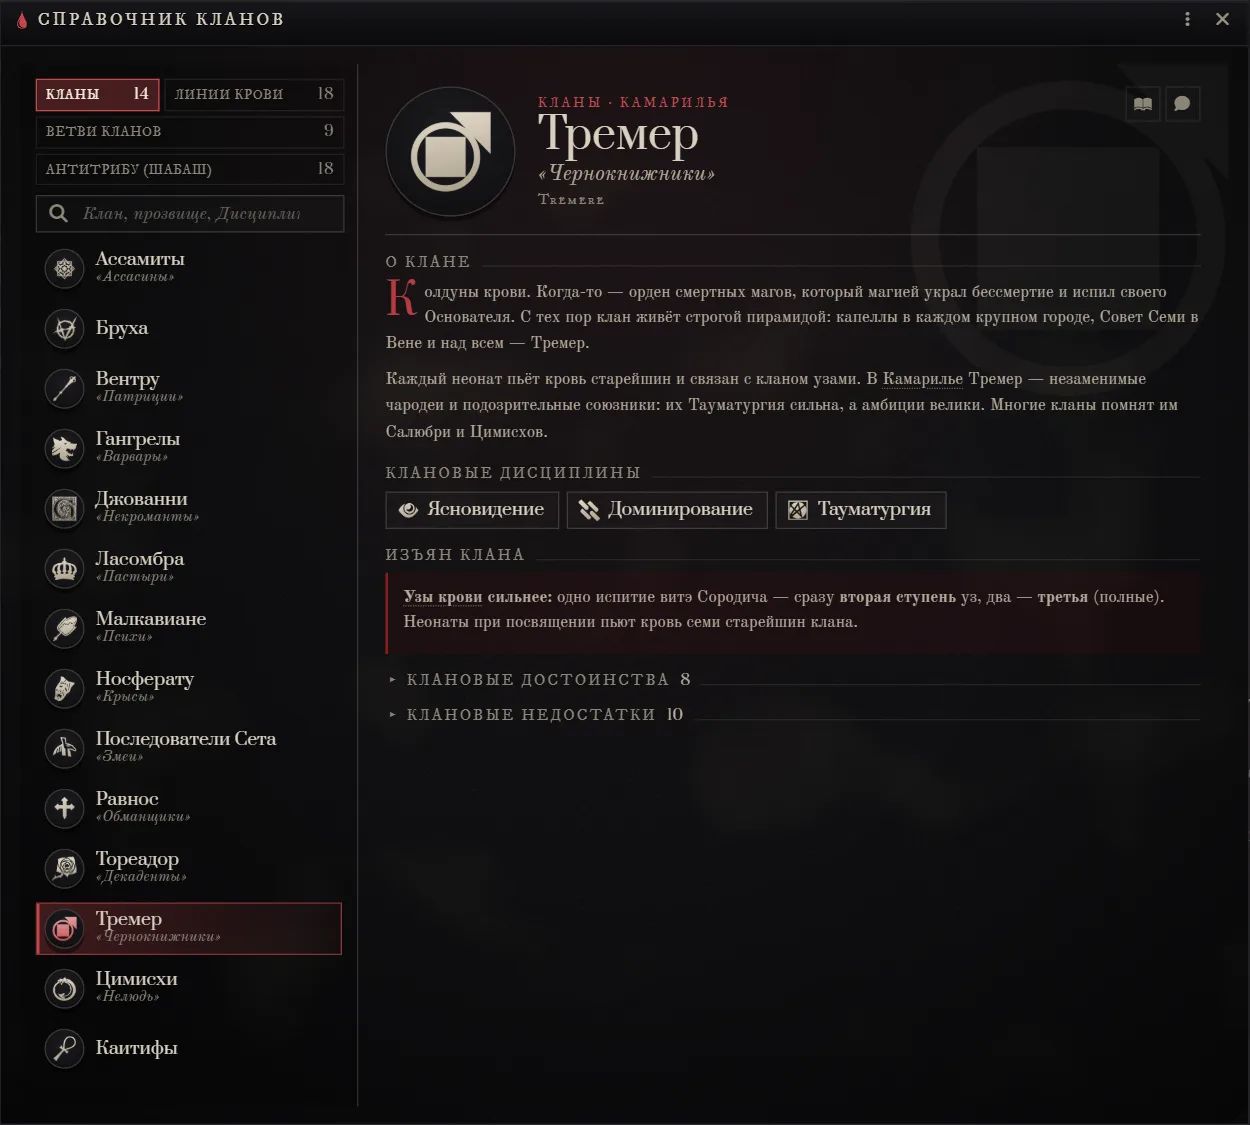 СПРАВОЧНИК КЛАНОВ
КЛАНЫ 14 ЛИНИИ КРОВИ 18
ВЕТВИ КЛАНОВ 9
АНТИТРИБУ (ШАБАШ) 18
Клан, прозвище, Дисциплин
Ассамиты
«Ассасины»
Бруха
Вентру
«Патриции»
Гангрелы
«Варвары»
Джованни
«Некроманты»
Ласомбра
«Пастыри»
Малкавиане
«Психи»
Носферату
«Крысы»
Последователи Сета
«Змеи»
Равнос
«Обманщики»
Тореадор
«Декаденты»
Тремер
«Чернокнижники»
Цимисхи
«Нелюдь»
Каитифы
КЛАНЫ · КАМАРИЛЬЯ
Тремер
«Чернокнижники»
Tremere
О КЛАНЕ
Колдуны крови. Когда-то — орден смертных магов, который магией украл бессмертие и испил своего
Основателя. С тех пор клан живёт строгой пирамидой: капеллы в каждом крупном городе, Совет Семи в
Вене и над всем — Тремер.
Каждый неонат пьёт кровь старейшин и связан с кланом узами. В Камарилье Тремер — незаменимые
чародеи и подозрительные союзники: их Тауматургия сильна, а амбиции велики. Многие кланы помнят им
Салюбри и Цимисхов.
КЛАНОВЫЕ ДИСЦИПЛИНЫ
Ясновидение Доминирование Тауматургия
ИЗЪЯН КЛАНА
Узы крови сильнее: одно испитие витэ Сородича — сразу вторая ступень уз, два — третья (полные).
Неонаты при посвящении пьют кровь семи старейшин клана.
КЛАНОВЫЕ ДОСТОИНСТВА 8
КЛАНОВЫЕ НЕДОСТАТКИ 10